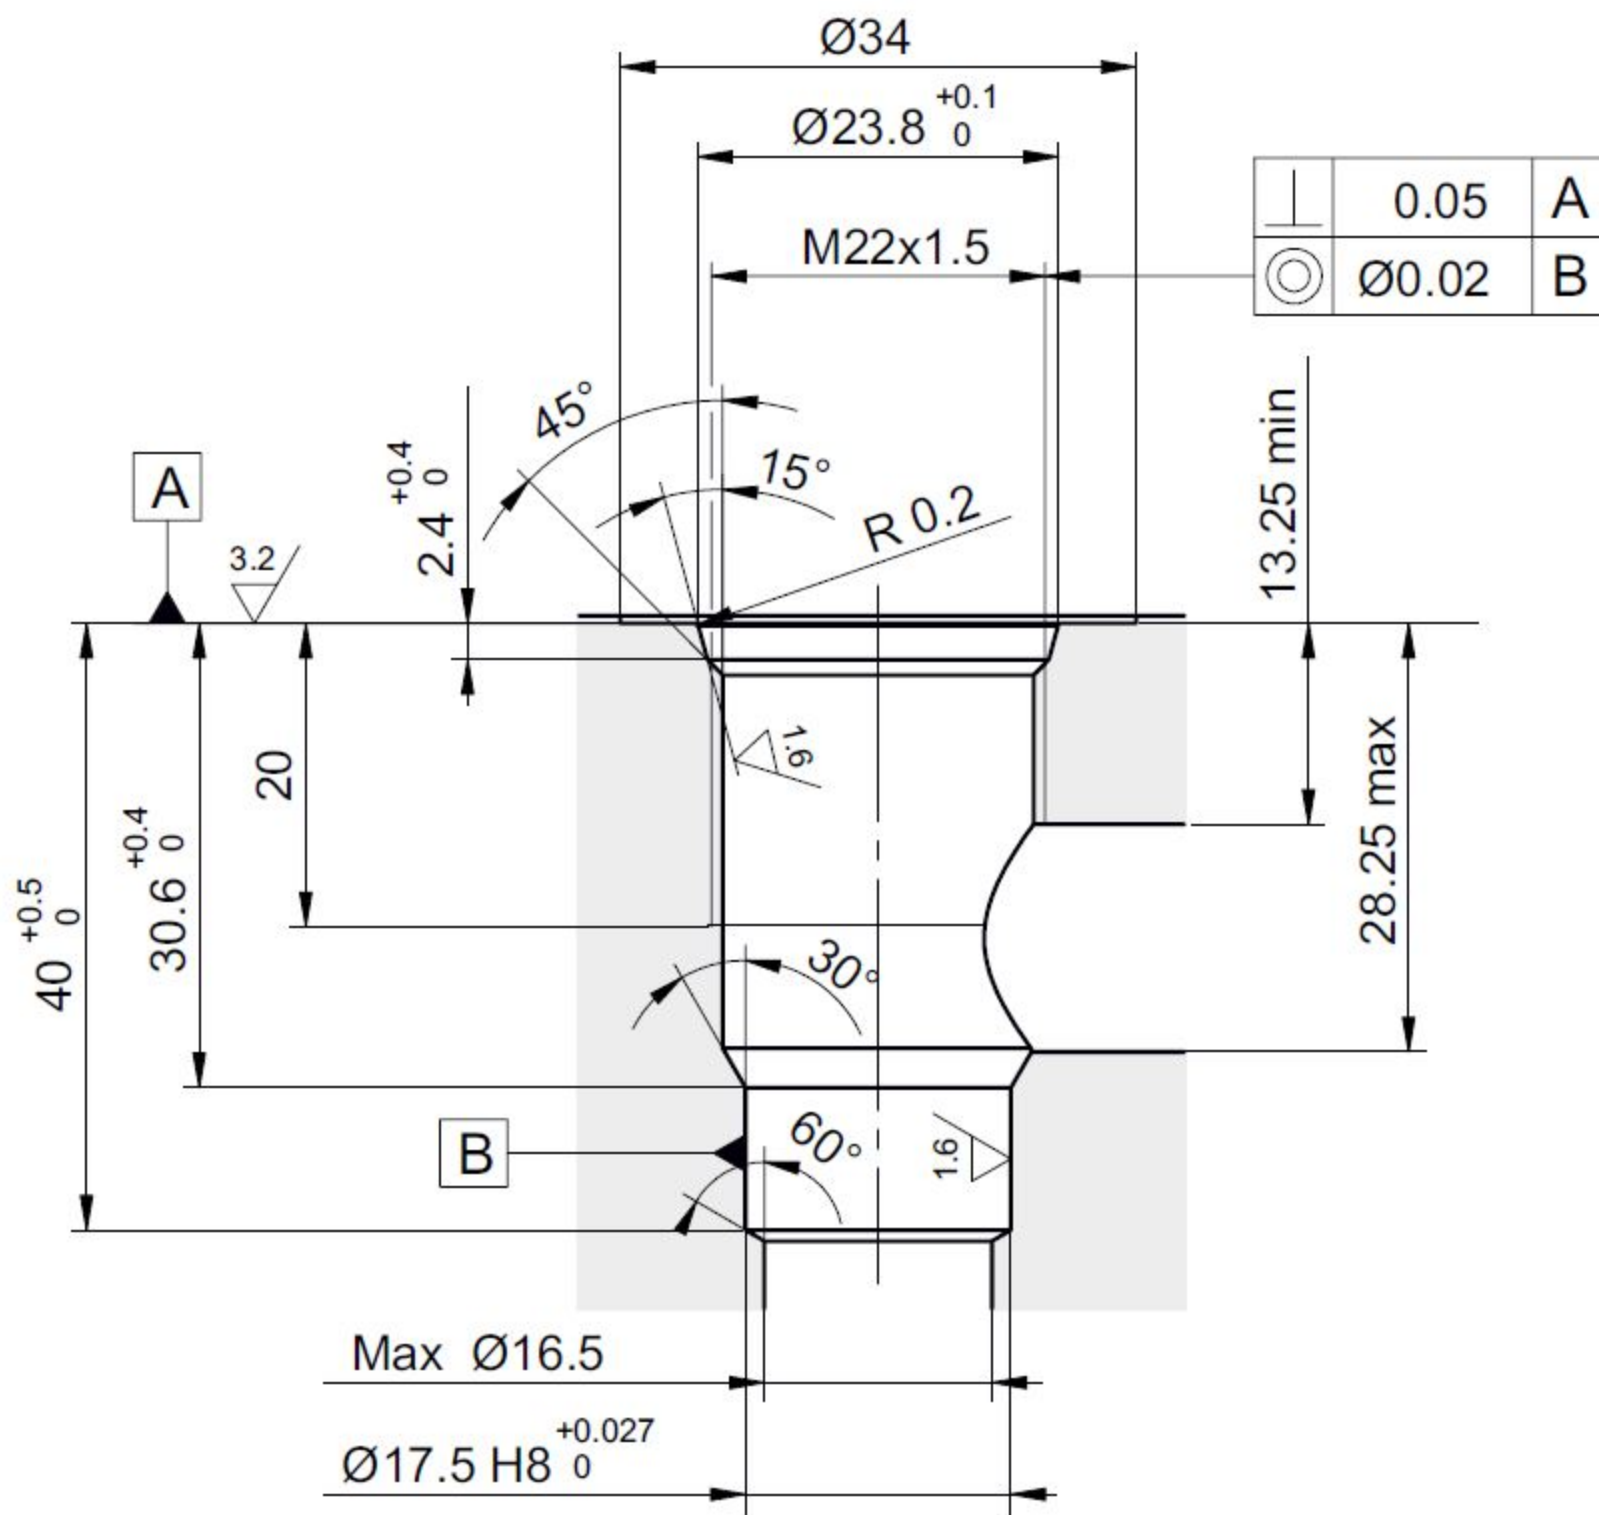 Ø34
Ø23.8 +0.1 0
M22x1.5
0.05 A
Ø0.02 B
45°
15°
R 0.2
A
3.2
2.4 +0.4 0
13.25 min
28.25 max
1.6
20
30.6 +0.4 0
40 +0.5 0
30°
B
60°
1.6
Max Ø16.5
Ø17.5 H8 +0.027 0